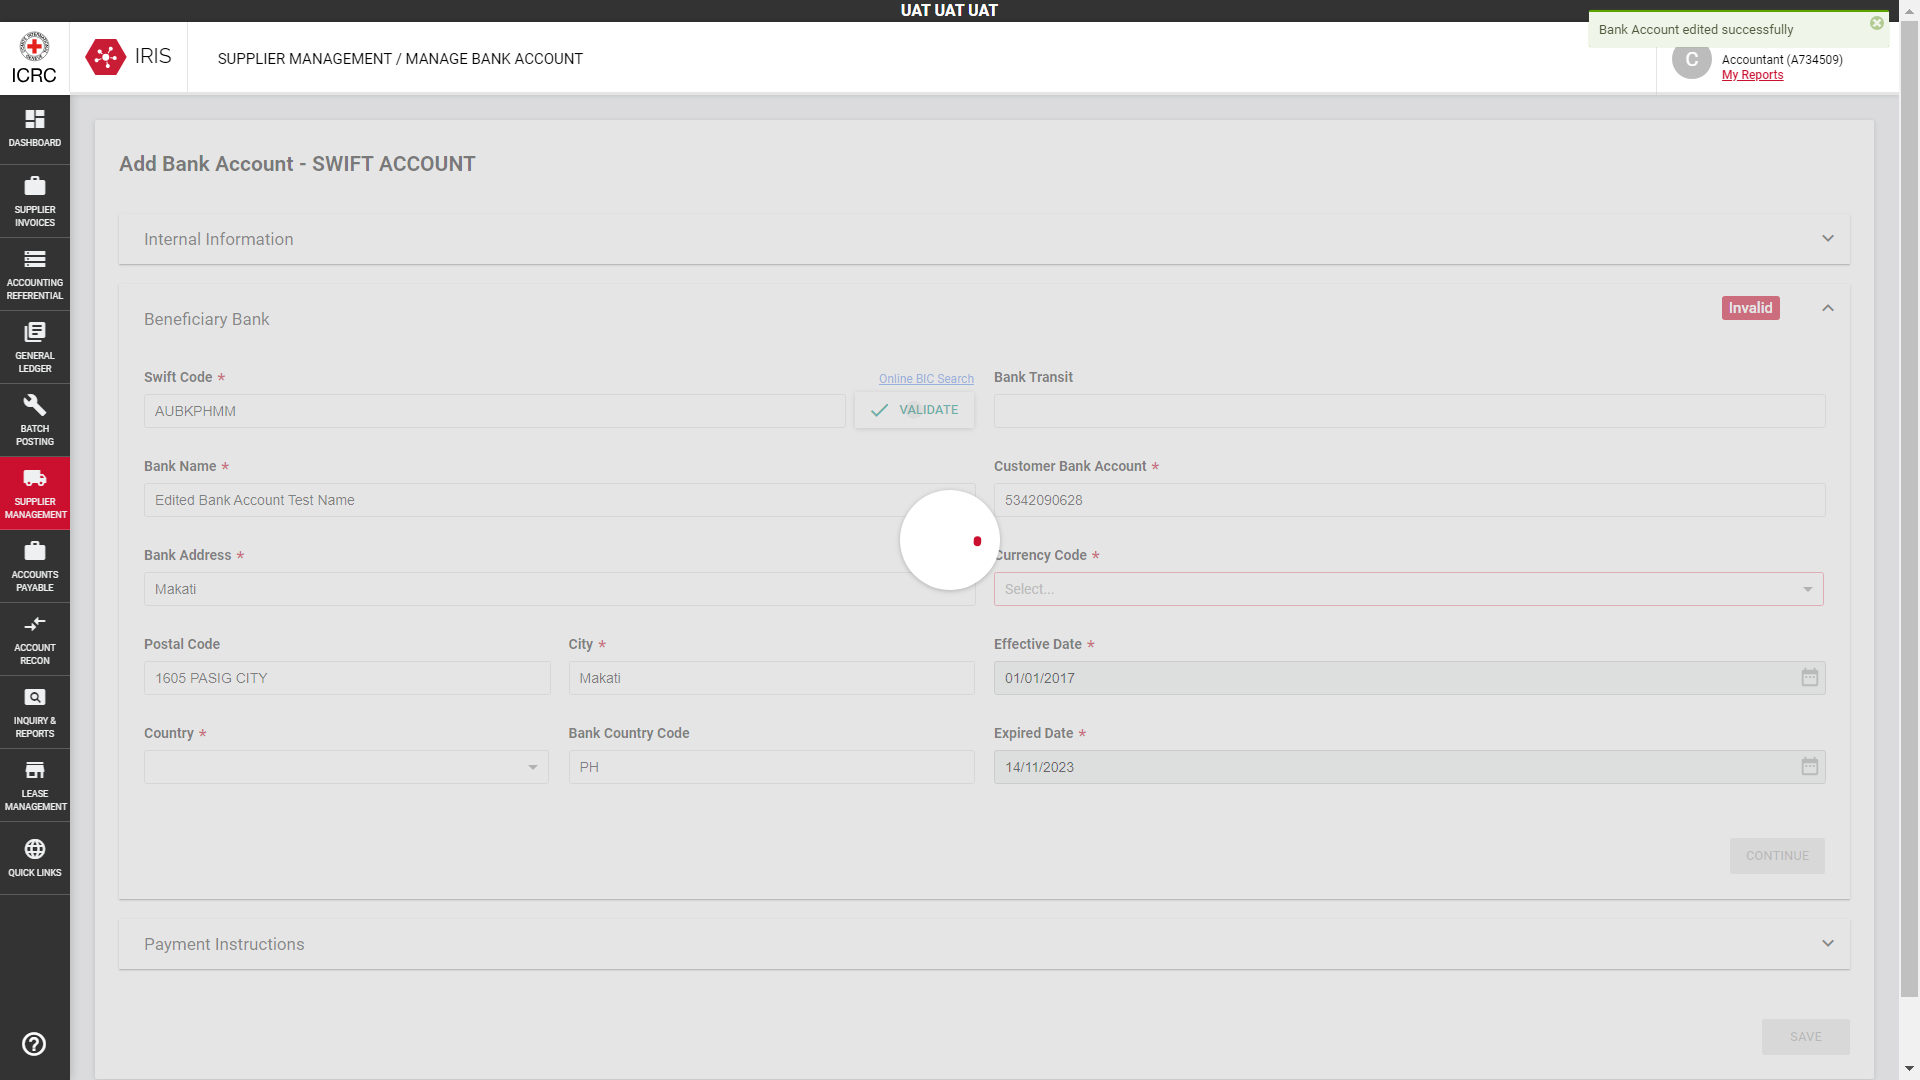 UAT UAT UAT
Bank Account edited successfully
ICRC
IRIS
SUPPLIER MANAGEMENT / MANAGE BANK ACCOUNT
C
Accountant (A734509)
My Reports
DASHBOARD
SUPPLIER
INVOICES
ACCOUNTING
REFERENTIAL
GENERAL
LEDGER
BATCH
POSTING
SUPPLIER
MANAGEMENT
ACCOUNTS
PAYABLE
ACCOUNT
RECON
INQUIRY &
REPORTS
LEASE
MANAGEMENT
QUICK LINKS
Add Bank Account - SWIFT ACCOUNT
Internal Information
Beneficiary Bank
Invalid
Swift Code *
Online BIC Search
Bank Transit
AUBKPHMM
VALIDATE
Bank Name *
Customer Bank Account *
Edited Bank Account Test Name
5342090628
Bank Address *
Currency Code *
Makati
Select...
Postal Code
City *
Effective Date *
1605 PASIG CITY
Makati
01/01/2017
Country *
Bank Country Code
Expired Date *
PH
14/11/2023
CONTINUE
Payment Instructions
SAVE